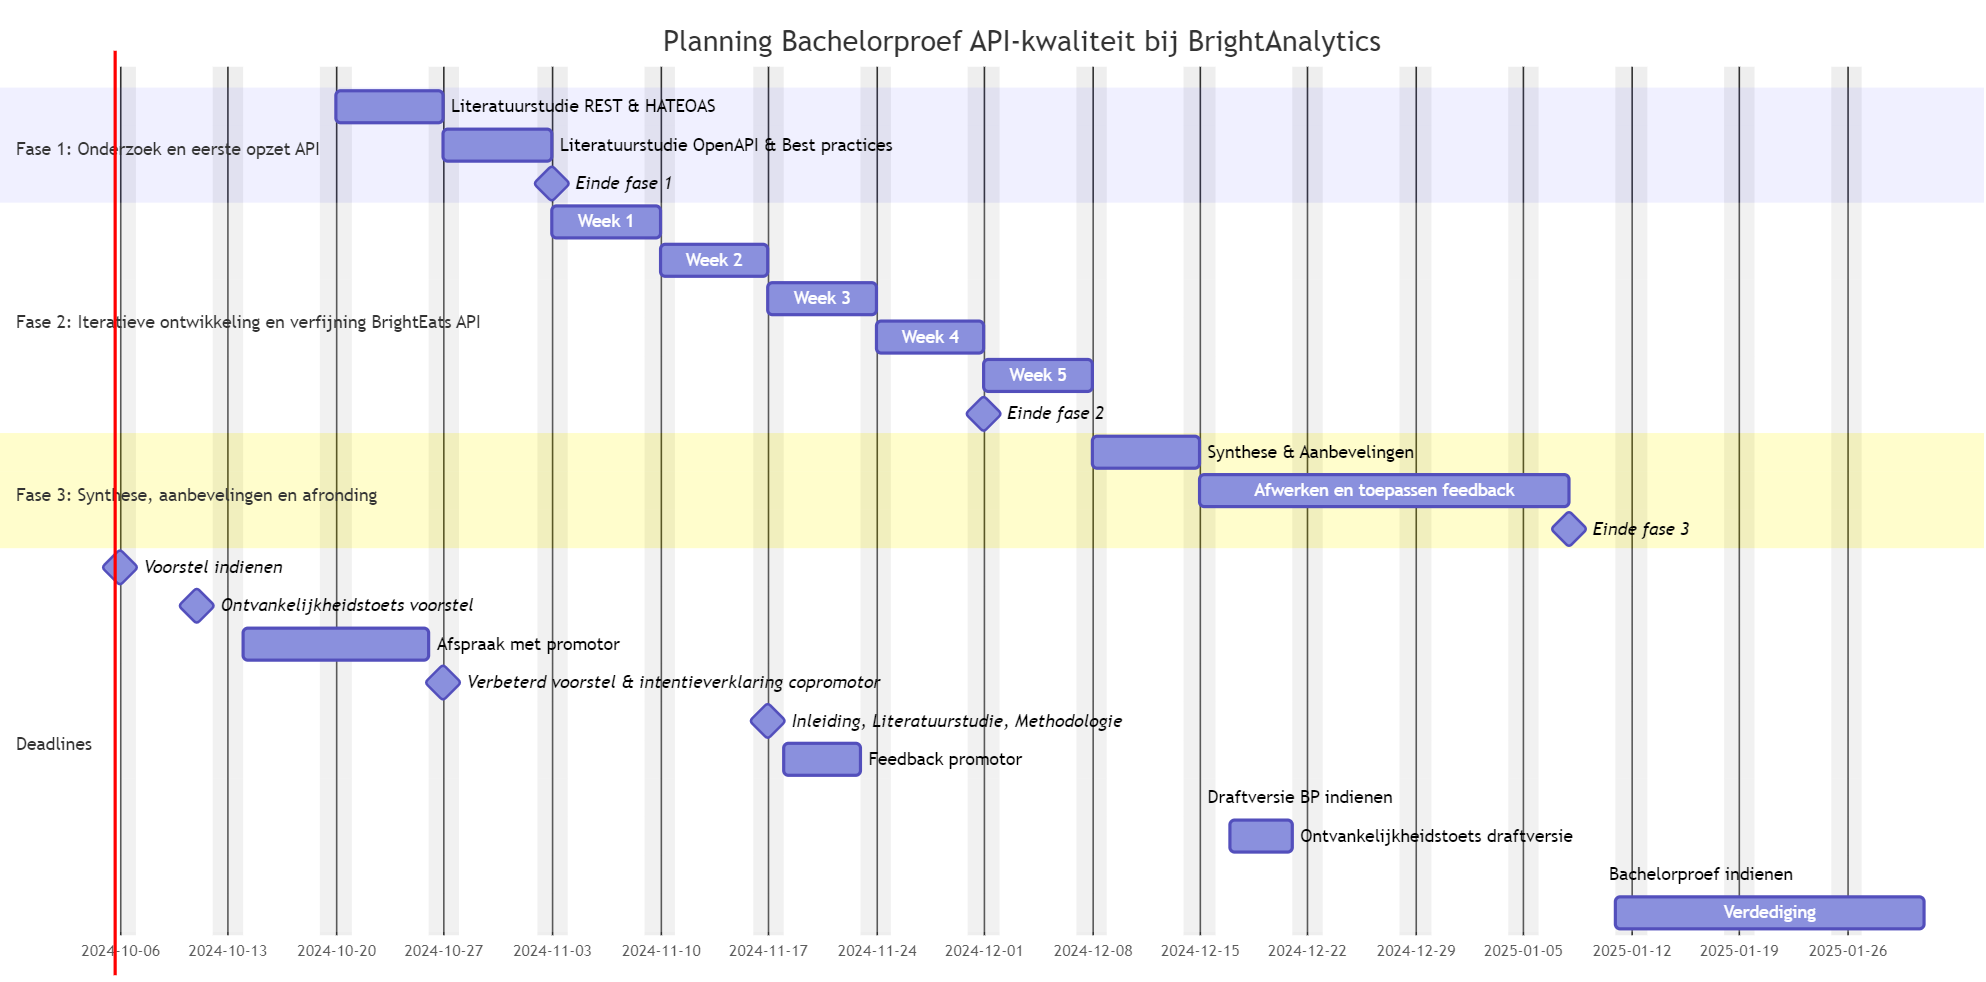 Planning Bachelorproef API-kwaliteit bij BrightAnalytics
Fase 1: Onderzoek en eerste opzet API
Literatuurstudie REST & HATEOAS
Literatuurstudie OpenAPI & Best practices
Einde fase 1
Fase 2: Iteratieve ontwikkeling en verfijning BrightEats API
Week 1
Week 2
Week 3
Week 4
Week 5
Einde fase 2
Fase 3: Synthese, aanbevelingen en afronding
Synthese & Aanbevelingen
Afwerken en toepassen feedback
Einde fase 3
Deadlines
Voorstel indienen
Ontvankelijkheidstoets voorstel
Afspraak met promotor
Verbeterd voorstel & intentieverklaring copromotor
Inleiding, Literatuurstudie, Methodologie
Feedback promotor
Draftversie BP indienen
Ontvankelijkheidstoets draftversie
Bachelorproef indienen
Verdediging
2024-10-06 2024-10-13 2024-10-20 2024-10-27 2024-11-03 2024-11-10 2024-11-17 2024-11-24 2024-12-01 2024-12-08 2024-12-15 2024-12-22 2024-12-29 2025-01-05 2025-01-12 2025-01-19 2025-01-26